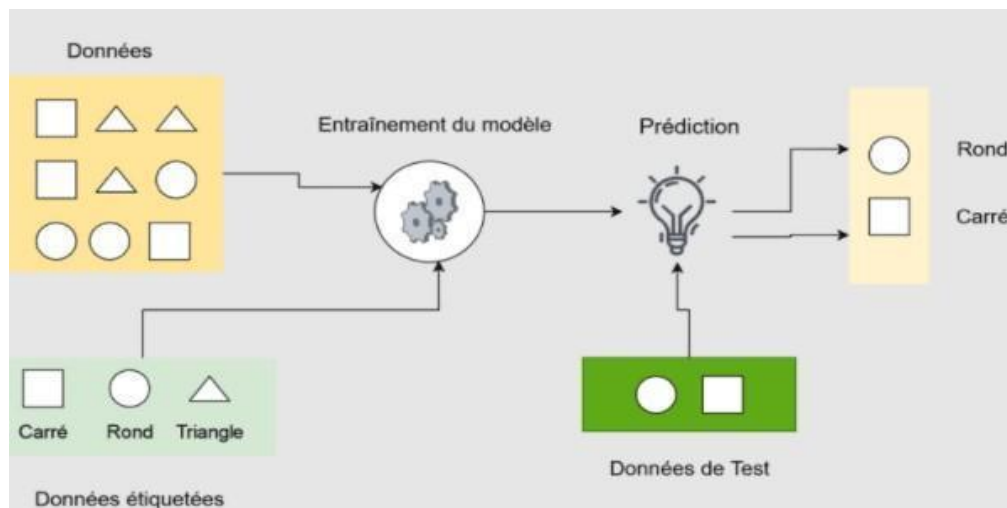 Données
Entraînement du modèle
Prédiction
Rond
Carré
Carré
Rond
Triangle
Données étiquetées
Données de Test